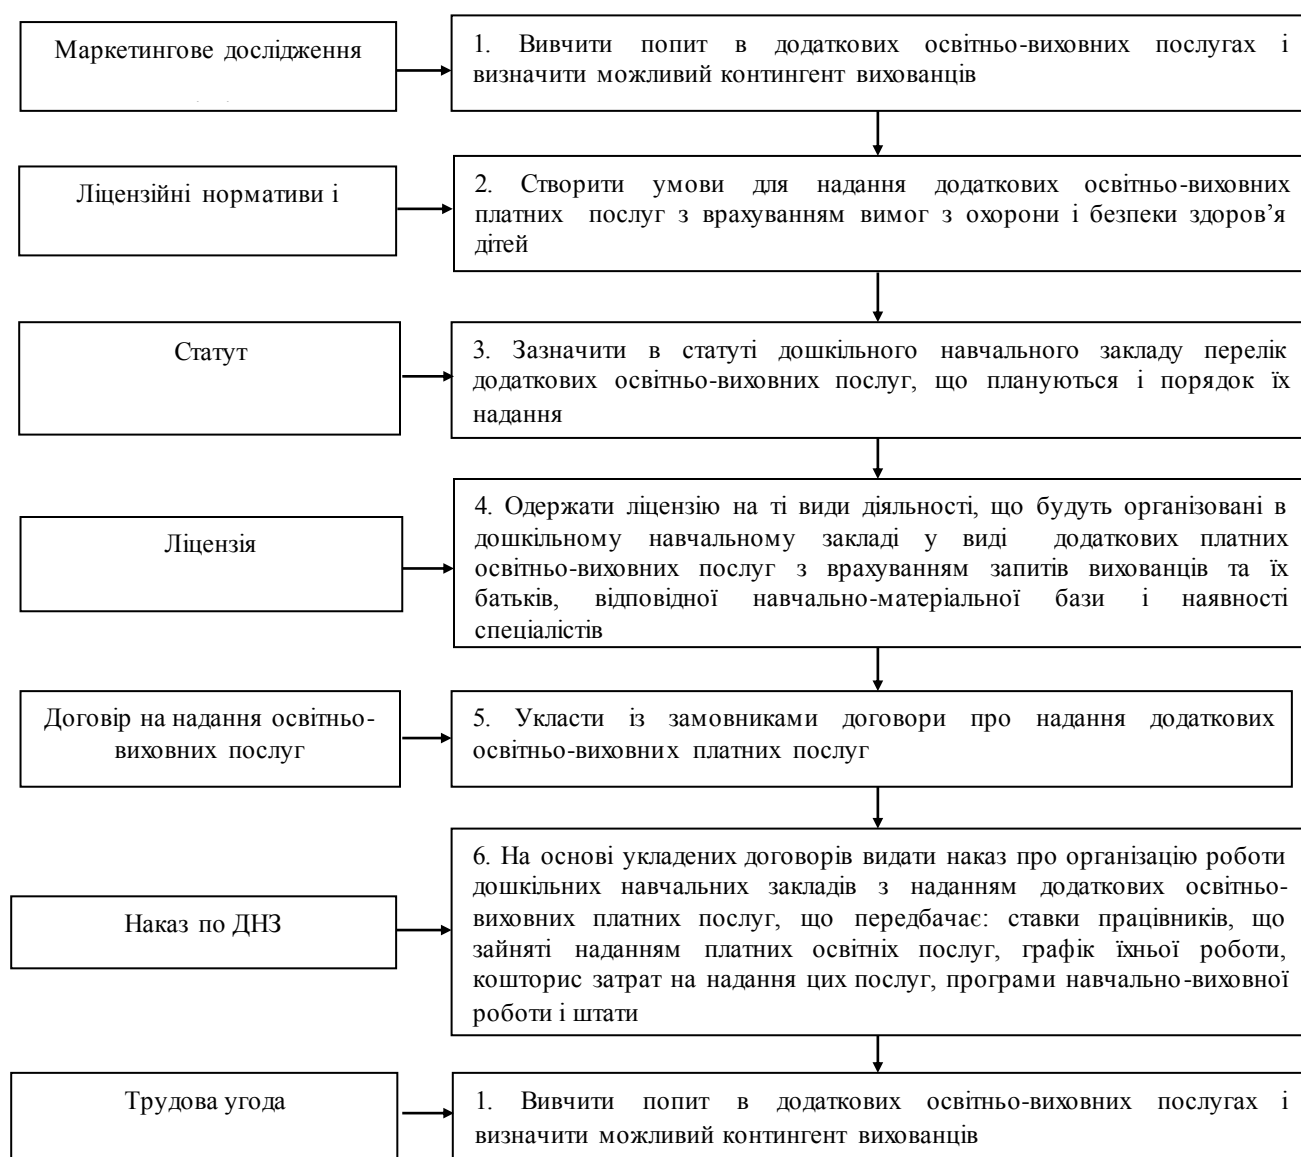 Маркетингове дослідження
1. Вивчити попит в додаткових освітньо-виховних послугах і
визначити можливий контингент вихованців
Ліцензійні нормативи і
2. Створити умови для надання додаткових освітньо-виховних
платних послуг з врахуванням вимог з охорони і безпеки здоров’я
дітей
Статут
3. Зазначити в статуті дошкільного навчального закладу перелік
додаткових освітньо-виховних послуг, що плануються і порядок їх
надання
Ліцензія
4. Одержати ліцензію на ті види діяльності, що будуть організовані в
дошкільному навчальному закладі у виді додаткових платних
освітньо-виховних послуг з врахуванням запитів вихованців та їх
батьків, відповідної навчально-матеріальної бази і наявності
спеціалістів
Договір на надання освітньо-
виховних послуг
5. Укласти із замовниками договори про надання додаткових
освітньо-виховних платних послуг
Наказ по ДНЗ
6. На основі укладених договорів видати наказ про організацію роботи
дошкільних навчальних закладів з наданням додаткових освітньо-
виховних платних послуг, що передбачає: ставки працівників, що
зайняті наданням платних освітніх послуг, графік їхньої роботи,
кошторис затрат на надання цих послуг, програми навчально-виховної
роботи і штати
Трудова угода
1. Вивчити попит в додаткових освітньо-виховних послугах і
визначити можливий контингент вихованців